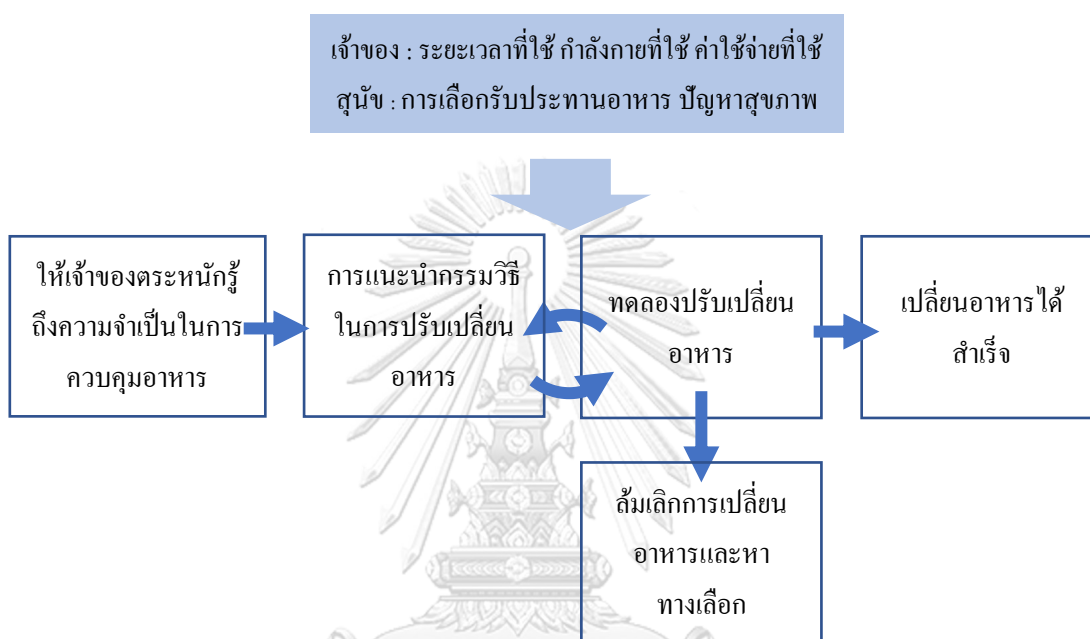 เจ้าของ : ระยะเวลาที่ใช้ กำลังกายที่ใช้ ค่าใช้จ่ายที่ใช้
สุนัข : การเลือกรับประทานอาหาร ปัญหาสุขภาพ
ให้เจ้าของตระหนักรู้
ถึงความจำเป็นในการ
ควบคุมอาหาร
การแนะนำกรรมวิธี
ในการปรับเปลี่ยน
อาหาร
ทดลองปรับเปลี่ยน
อาหาร
เปลี่ยนอาหารได้
สำเร็จ
ล้มเลิกการเปลี่ยน
อาหารและหา
ทางเลือก